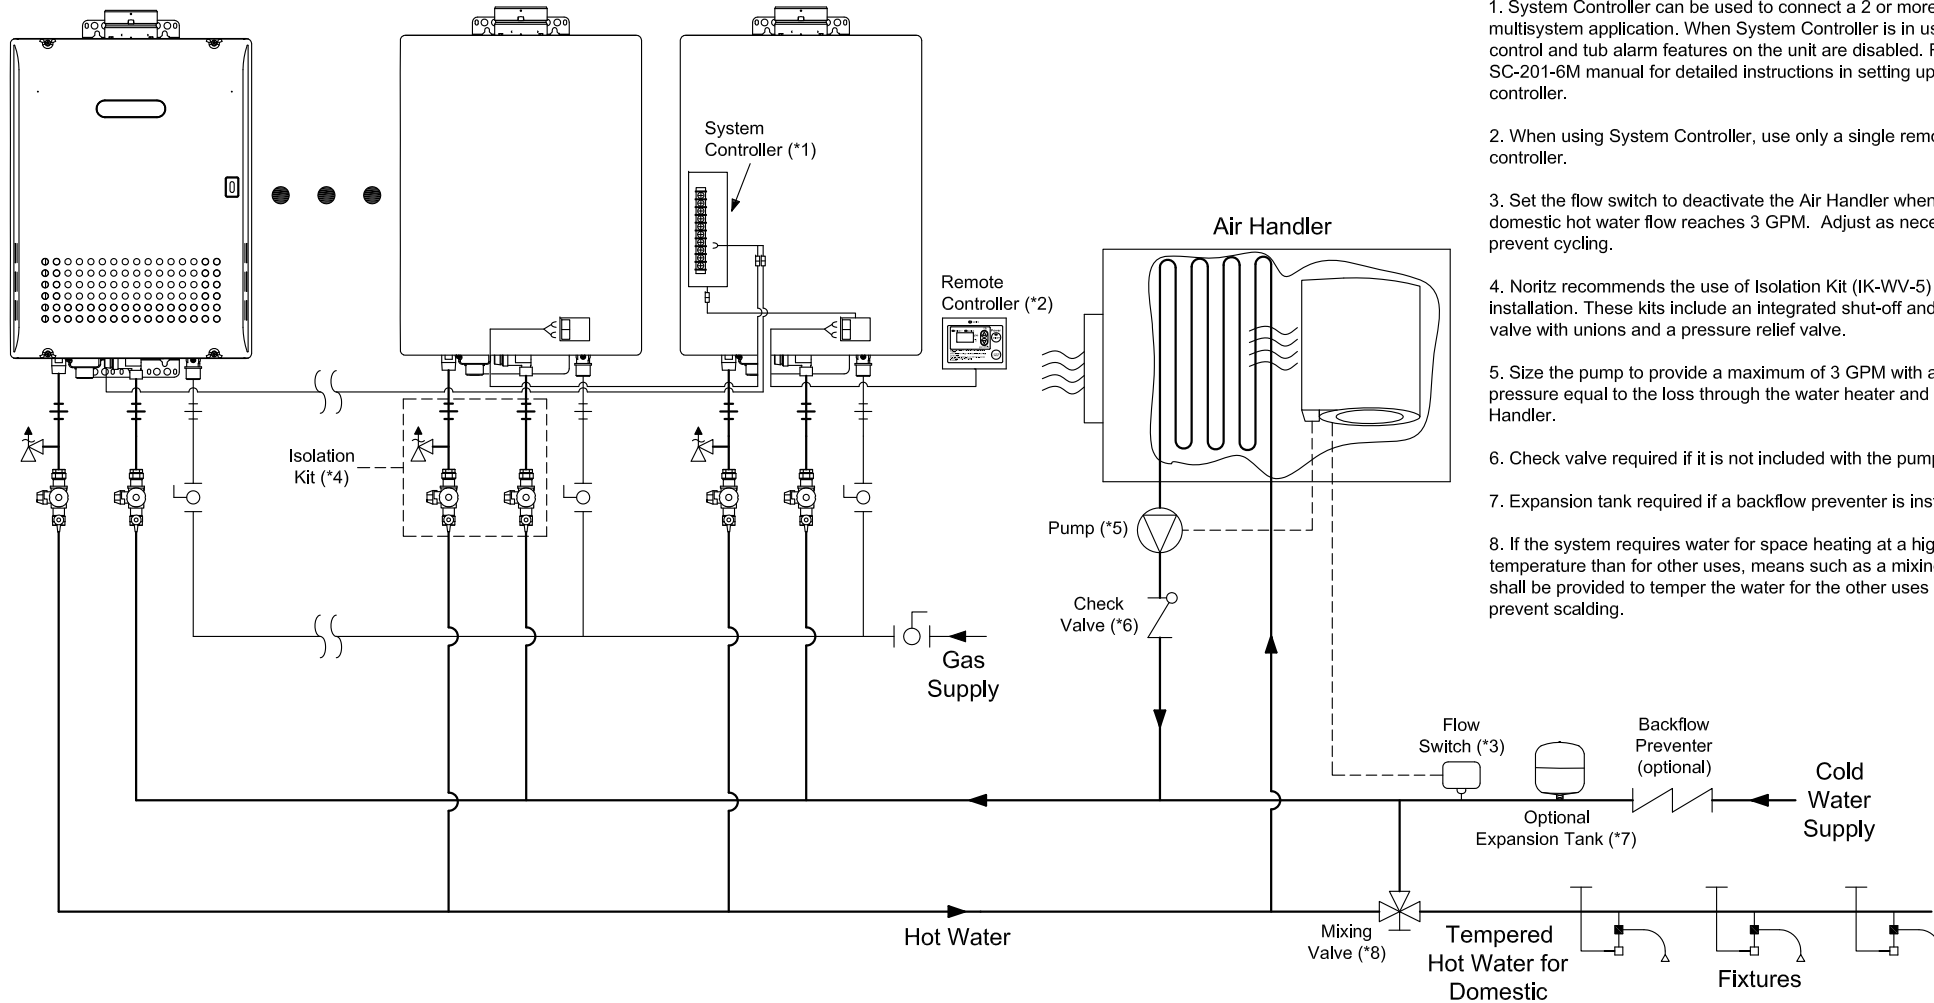 1. System Controller can be used to connect a 2 or more
multisystem application. When System Controller is in
control and tub alarm features on the unit are disabled.
SC-201-6M manual for detailed instructions in setting up
controller.
2. When using System Controller, use only a single
controller.
3. Set the flow switch to deactivate the Air Handler when
domestic hot water flow reaches 3 GPM. Adjust as
prevent cycling.
4. Noritz recommends the use of Isolation Kit (IK-WV-5)
installation. These kits include an integrated shut-off and
valve with unions and a pressure relief valve.
5. Size the pump to provide a maximum of 3 GPM with a
pressure equal to the loss through the water heater and
Handler.
6. Check valve required if it is not included with the pump
7. Expansion tank required if a backflow preventer is
8. If the system requires water for space heating at a
temperature than for other uses, means such as a
shall be provided to temper the water for the other uses
prevent scalding.
System
Controller (*1)
Air Handler
Remote
Controller (*2)
Isolation
Kit (*4)
Pump (*5)
Check
Valve (*6)
Gas
Supply
Flow
Switch (*3)
Backflow
Preventer
(optional)
Cold
Water
Supply
Optional
Expansion Tank (*7)
Hot Water
Mixing
Valve (*8)
Tempered
Hot Water for
Domestic
Fixtures